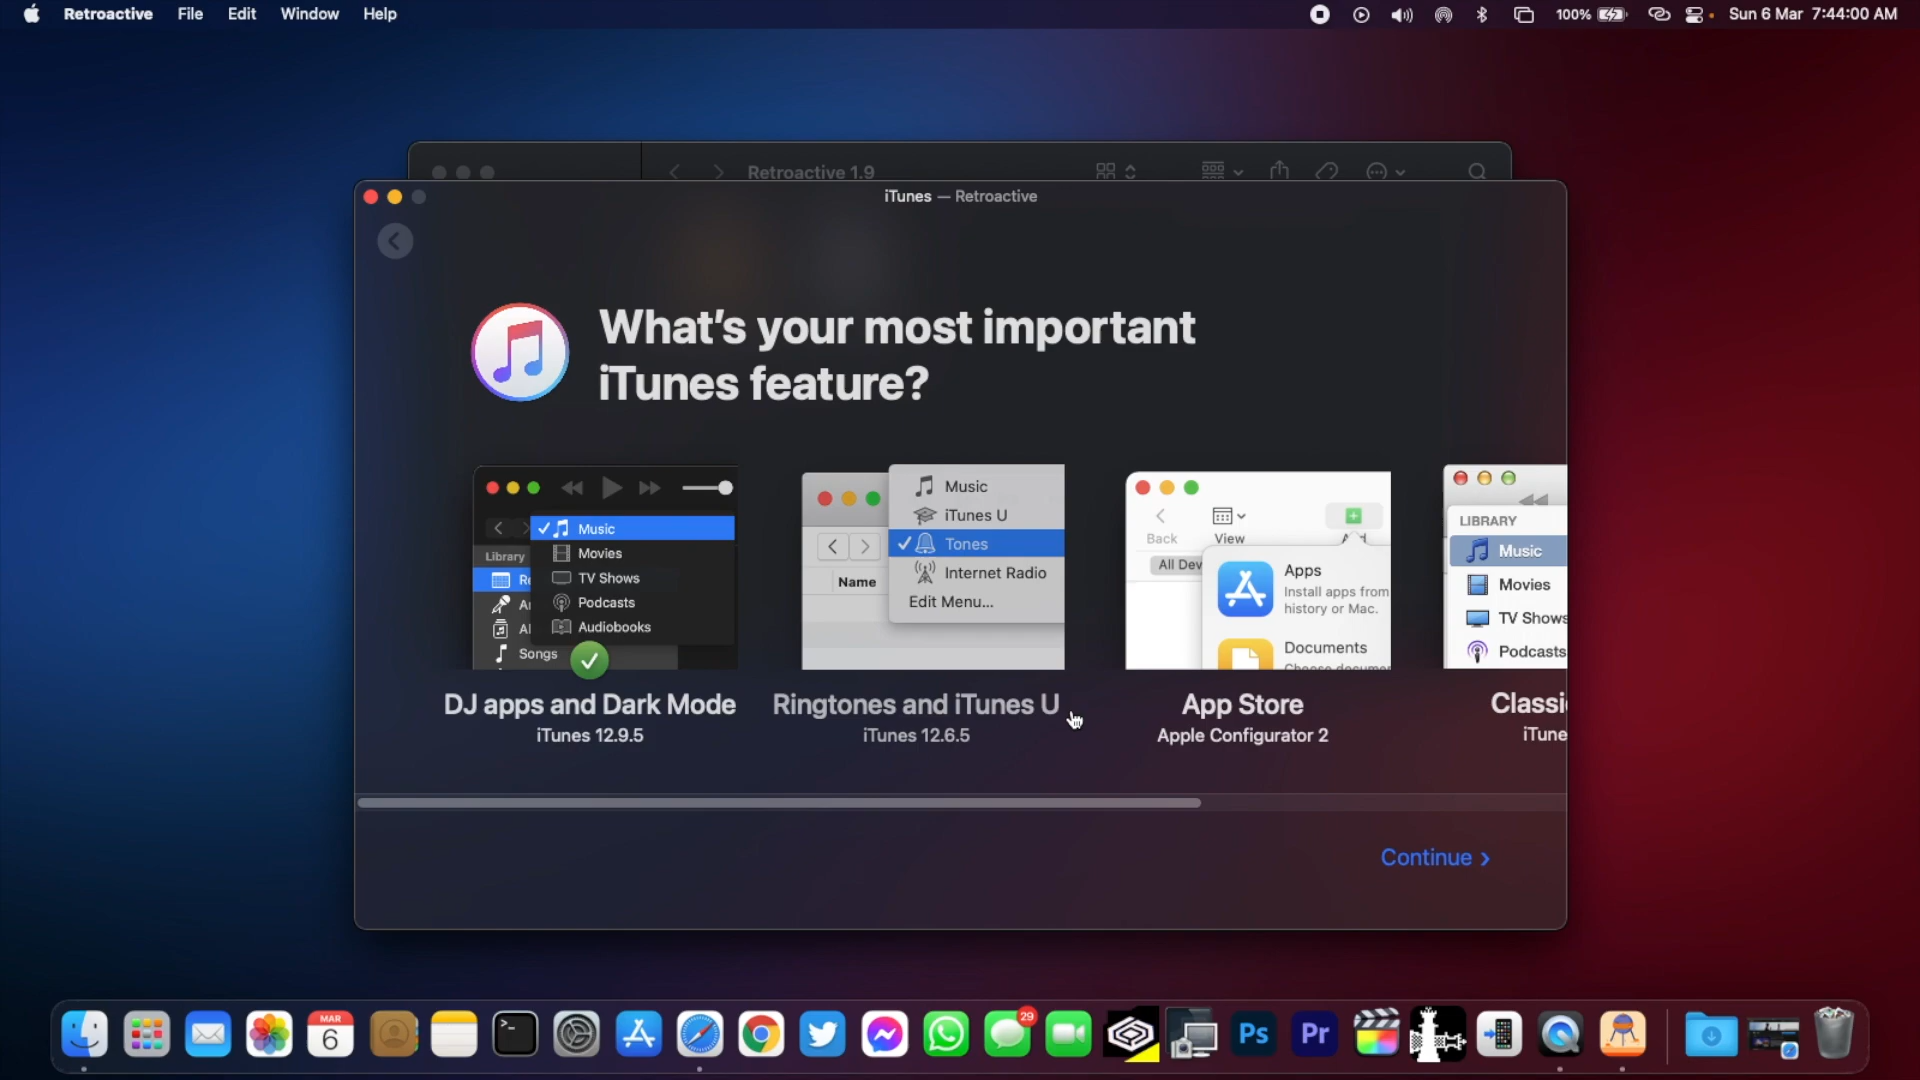 Retroactive File Edit Window Help
100% Sun 6 Mar 7:44:00 AM
Retroactive 1.9
iTunes — Retroactive
What's your most important
iTunes feature?
Music
Movies
Library
TV Shows
Podcasts
Audiobooks
Songs
DJ apps and Dark Mode
iTunes 12.9.5
Music
iTunes U
Tones
Internet Radio
Name
Edit Menu...
Ringtones and iTunes U
iTunes 12.6.5
Back
View
All Dev
Apps
Install apps from
history or Mac.
Documents
App Store
Apple Configurator 2
LIBRARY
Music
Movies
TV Shows
Podcasts
Classi
iTune
Continue
MAR
6
29
Ps
Pr